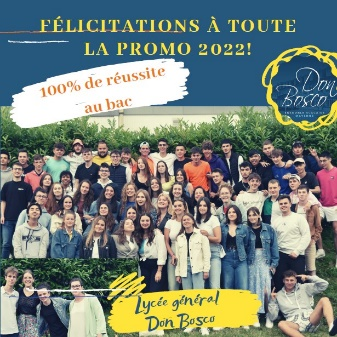 FÉLICITATIONS À TOUTE
LA PROMO 2022!
100% de réussite
au bac
Don
Bosco
Lycée général
Don Bosco